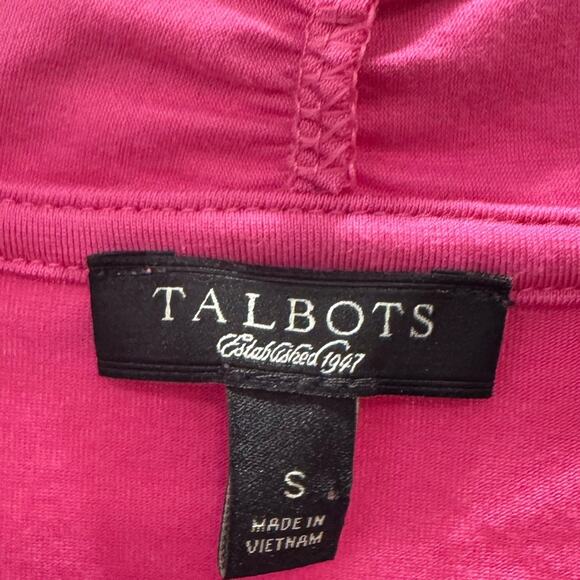 TALBOTS
Established 1947
S
MADE IN
VIETNAM